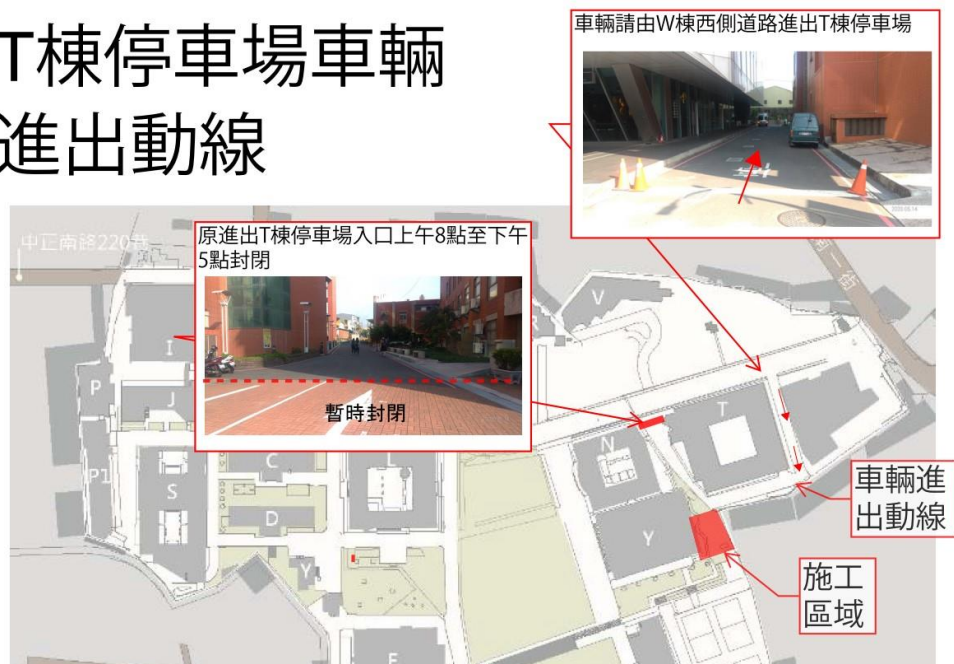 T棟停車場車輛
進出動線
車輛請由W棟西側道路進出T棟停車場
中正南路220巷
原進出T棟停車場入口上午8點至下午
5點封閉
暫時封閉
I
P
J
P1
S
C
D
L
Y
F
V
T
N
Y
車輛進
出動線
施工
區域